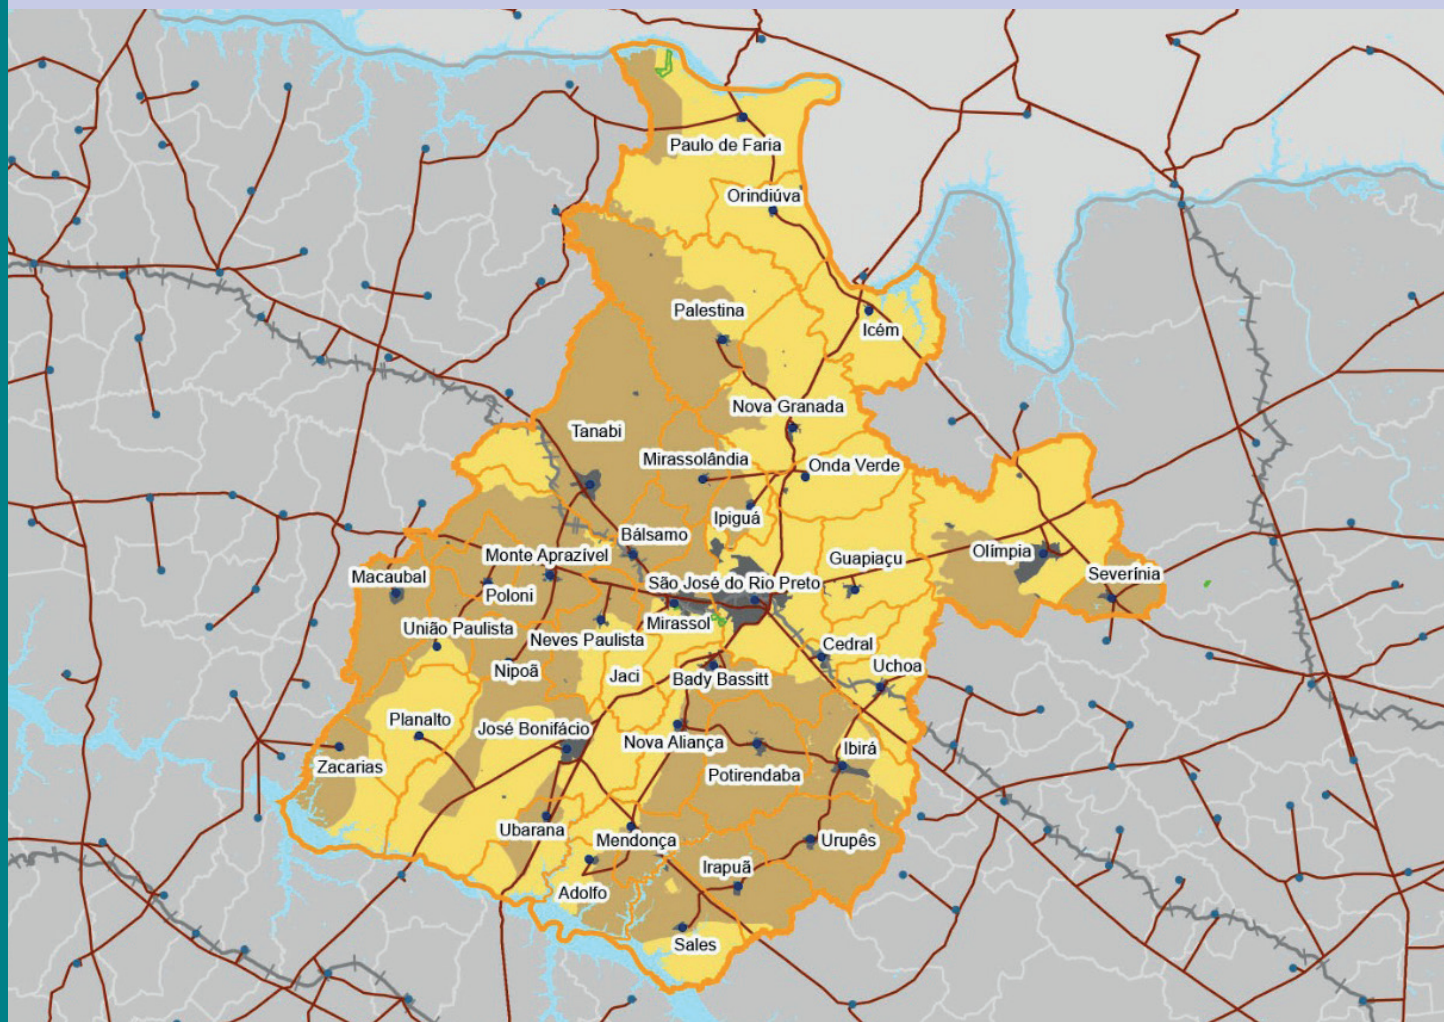 Paulo de Faria
Orindiúva
Palestina
Icém
Nova Granada
Tanabi
Mirassolândia
Onda Verde
Ipiguá
Bálsamo
Monte Aprazível
Guapiaçu
Olímpia
Severínia
Macaubal
São José do Rio Preto
Poloni
União Paulista
Neves Paulista
Mirassol
Cedral
Uchoa
Nipoã
Jaci
Bady Bassitt
Planalto
José Bonifácio
Nova Aliança
Ibirá
Zacarias
Potirendaba
Ubarana
Mendonça
Urupês
Irapuã
Adolfo
Sales